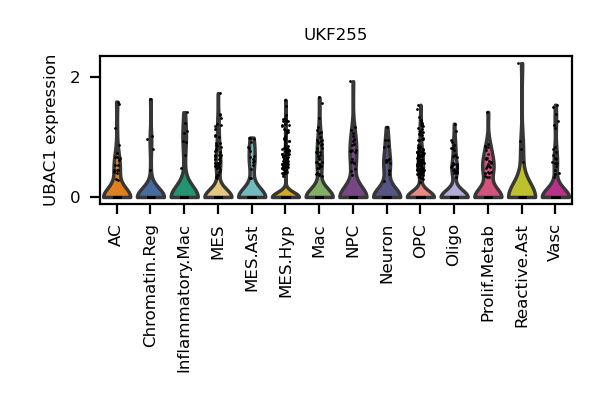 UKF255
UBAC1 expression
2
0
AC
Chromatin.Reg
Inflammatory.Mac
MES
MES.Ast
MES.Hyp
Mac
NPC
Neuron
OPC
Oligo
Prolif.Metab
Reactive.Ast
Vasc